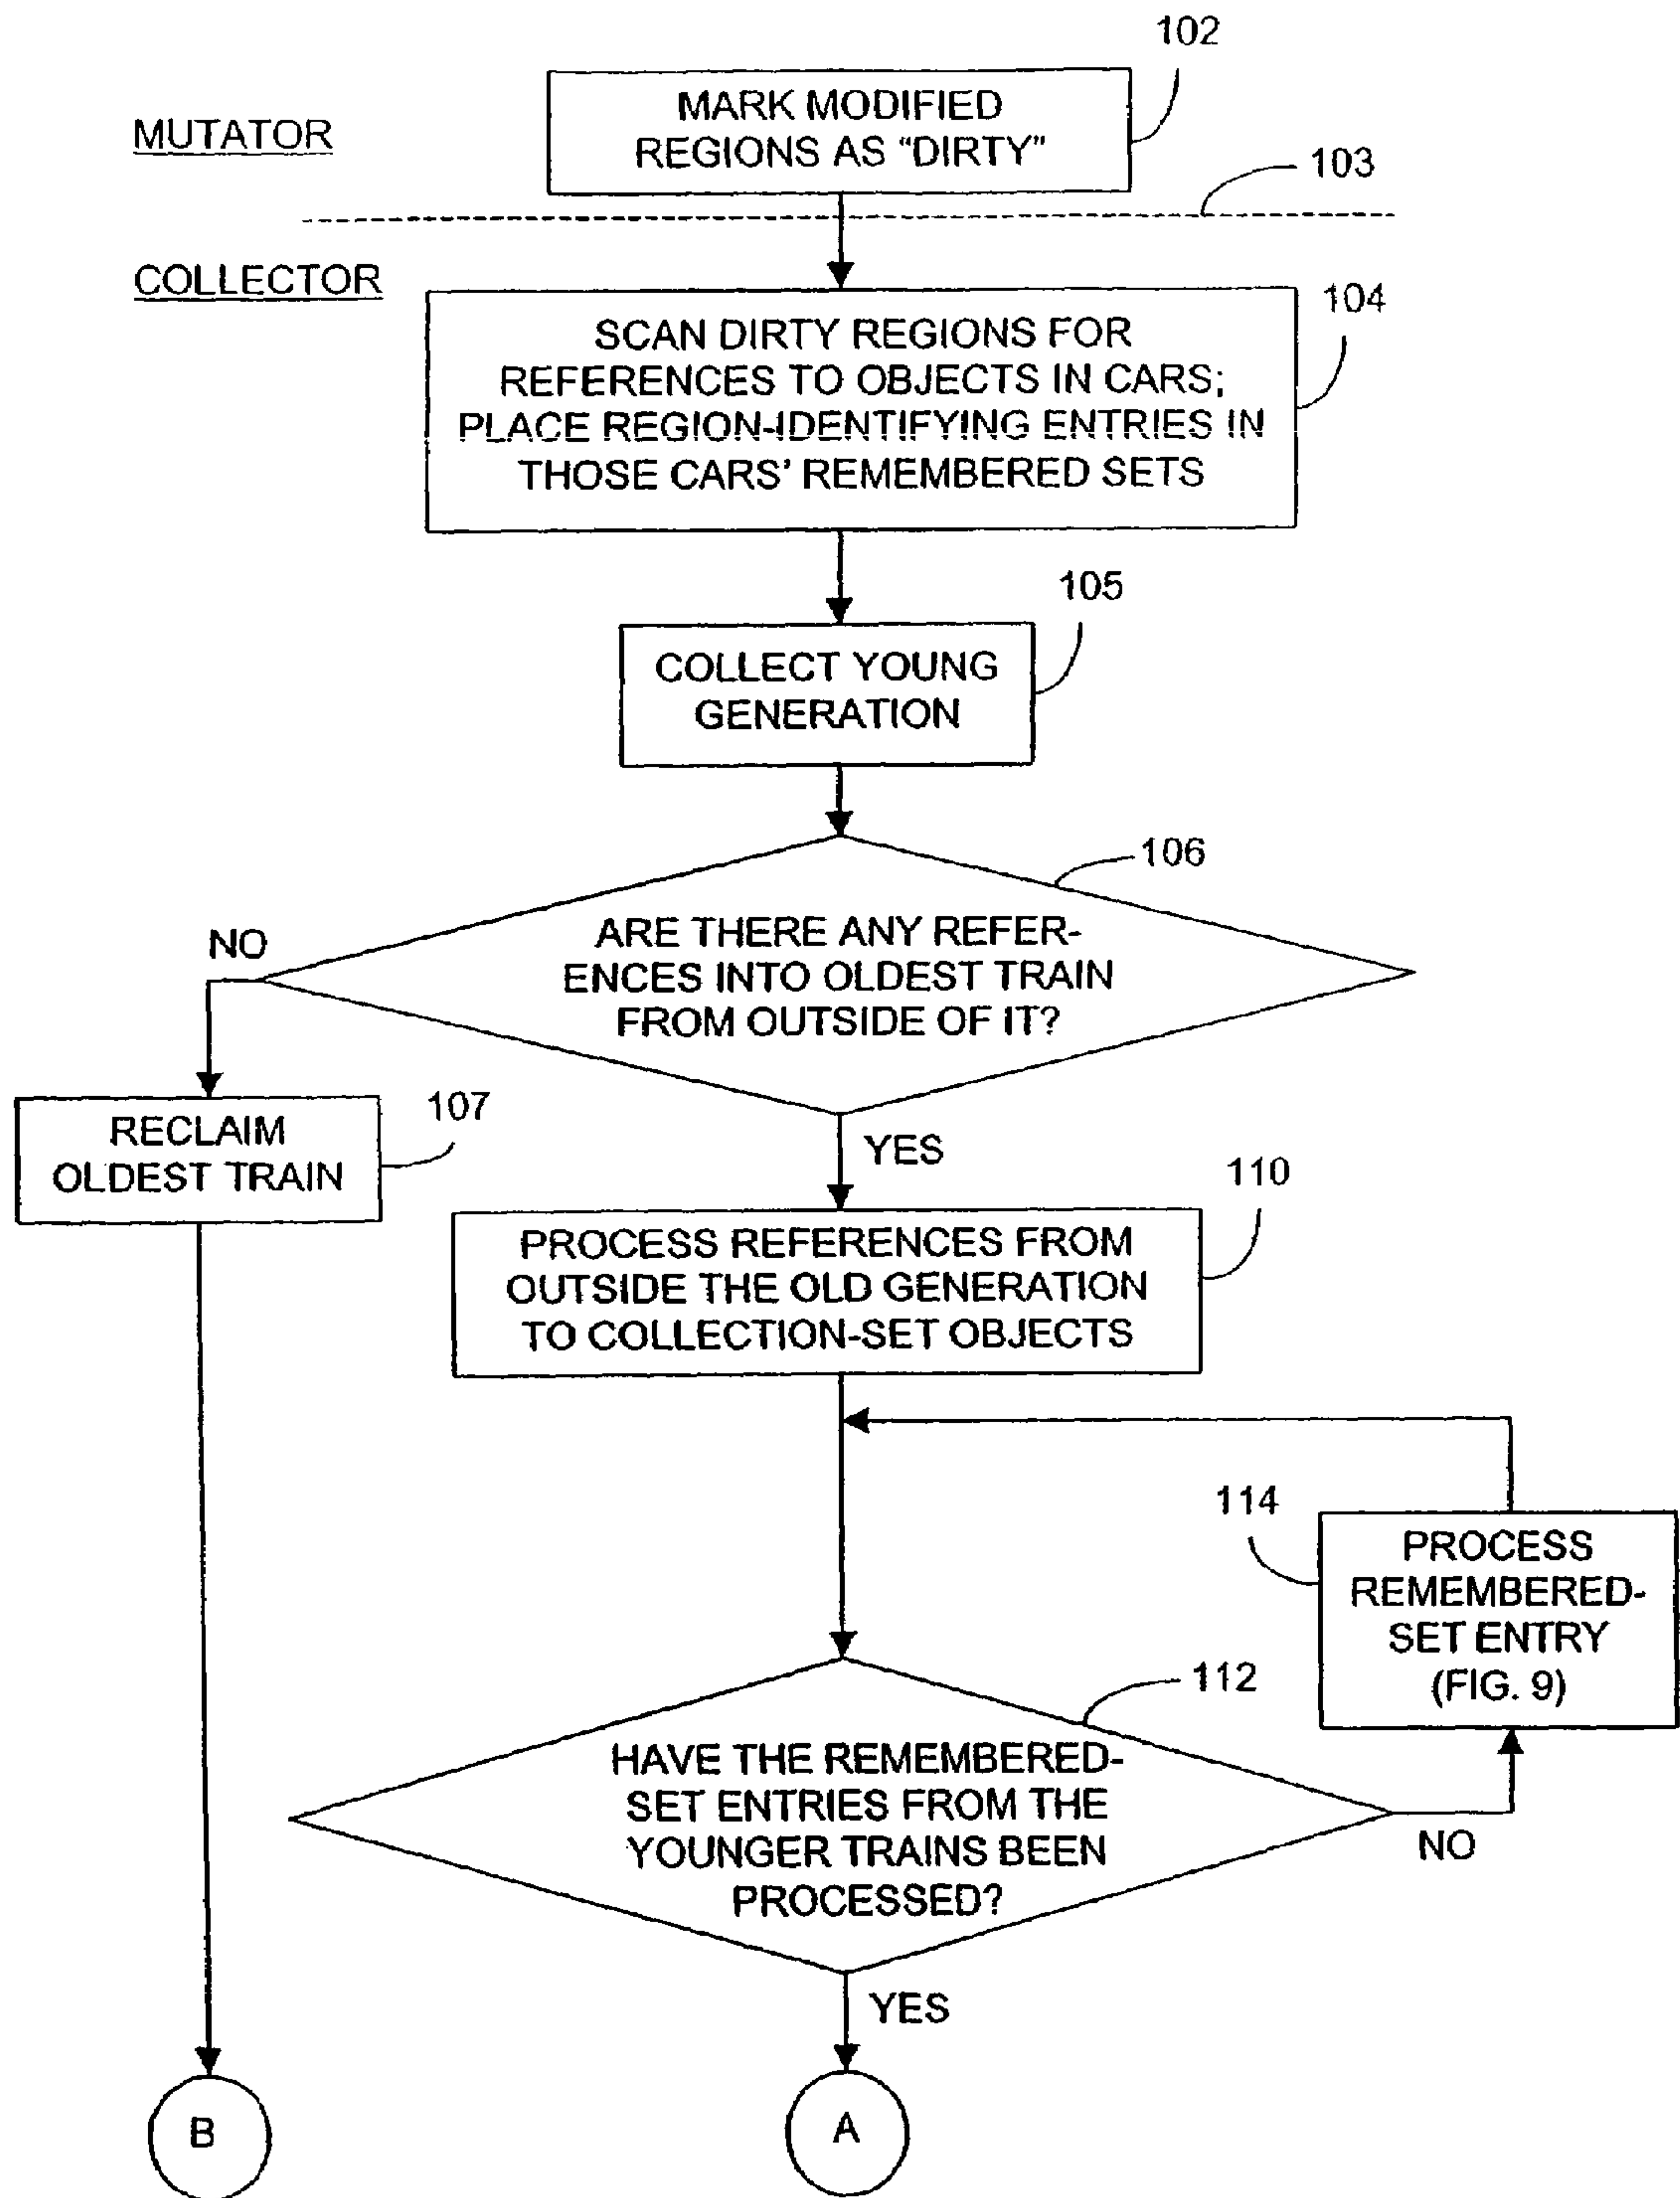 102
MARK MODIFIED
REGIONS AS “DIRTY”
MUTATOR
103
COLLECTOR
104
SCAN DIRTY REGIONS FOR
REFERENCES TO OBJECTS IN CARS;
PLACE REGION-IDENTIFYING ENTRIES IN
THOSE CARS’ REMEMBERED SETS
105
COLLECT YOUNG
GENERATION
106
ARE THERE ANY REFER-
ENCES INTO OLDEST TRAIN
FROM OUTSIDE OF IT?
NO
107
RECLAIM
OLDEST TRAIN
YES
110
PROCESS REFERENCES FROM
OUTSIDE THE OLD GENERATION
TO COLLECTION-SET OBJECTS
114
PROCESS
REMEMBERED-
SET ENTRY
(FIG. 9)
112
HAVE THE REMEMBERED-
SET ENTRIES FROM THE
YOUNGER TRAINS BEEN
PROCESSED?
NO
YES
B
A